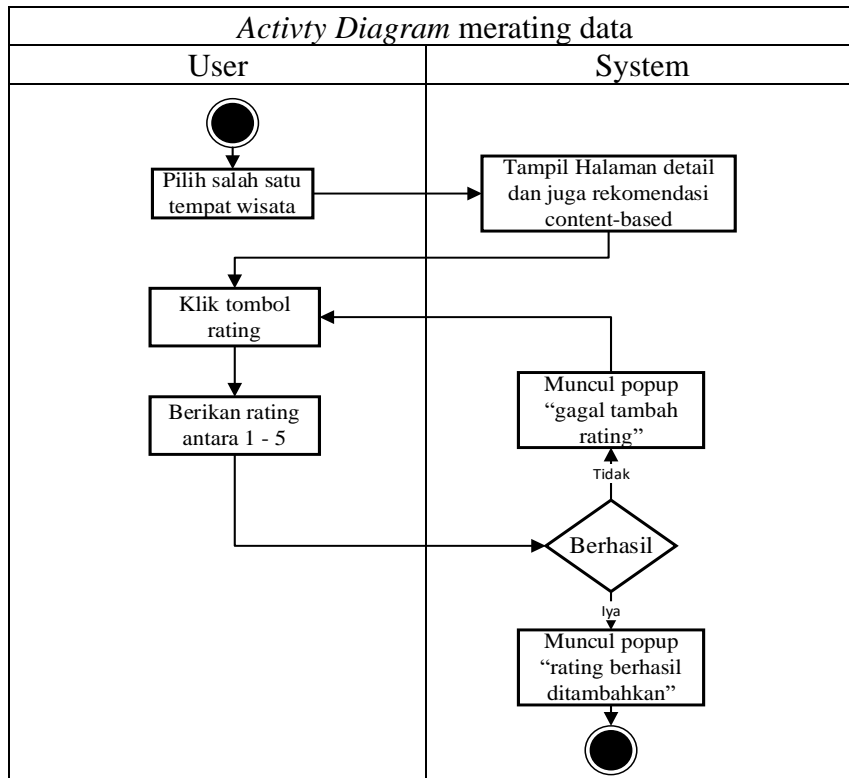 Activty Diagram merating data
User
System
Pilih salah satu
tempat wisata
Tampil Halaman detail
dan juga rekomendasi
content-based
Klik tombol
rating
Berikan rating
antara 1 - 5
Muncul popup
“gagal tambah
rating”
Tidak
Berhasil
Iya
Muncul popup
“rating berhasil
ditambahkan”